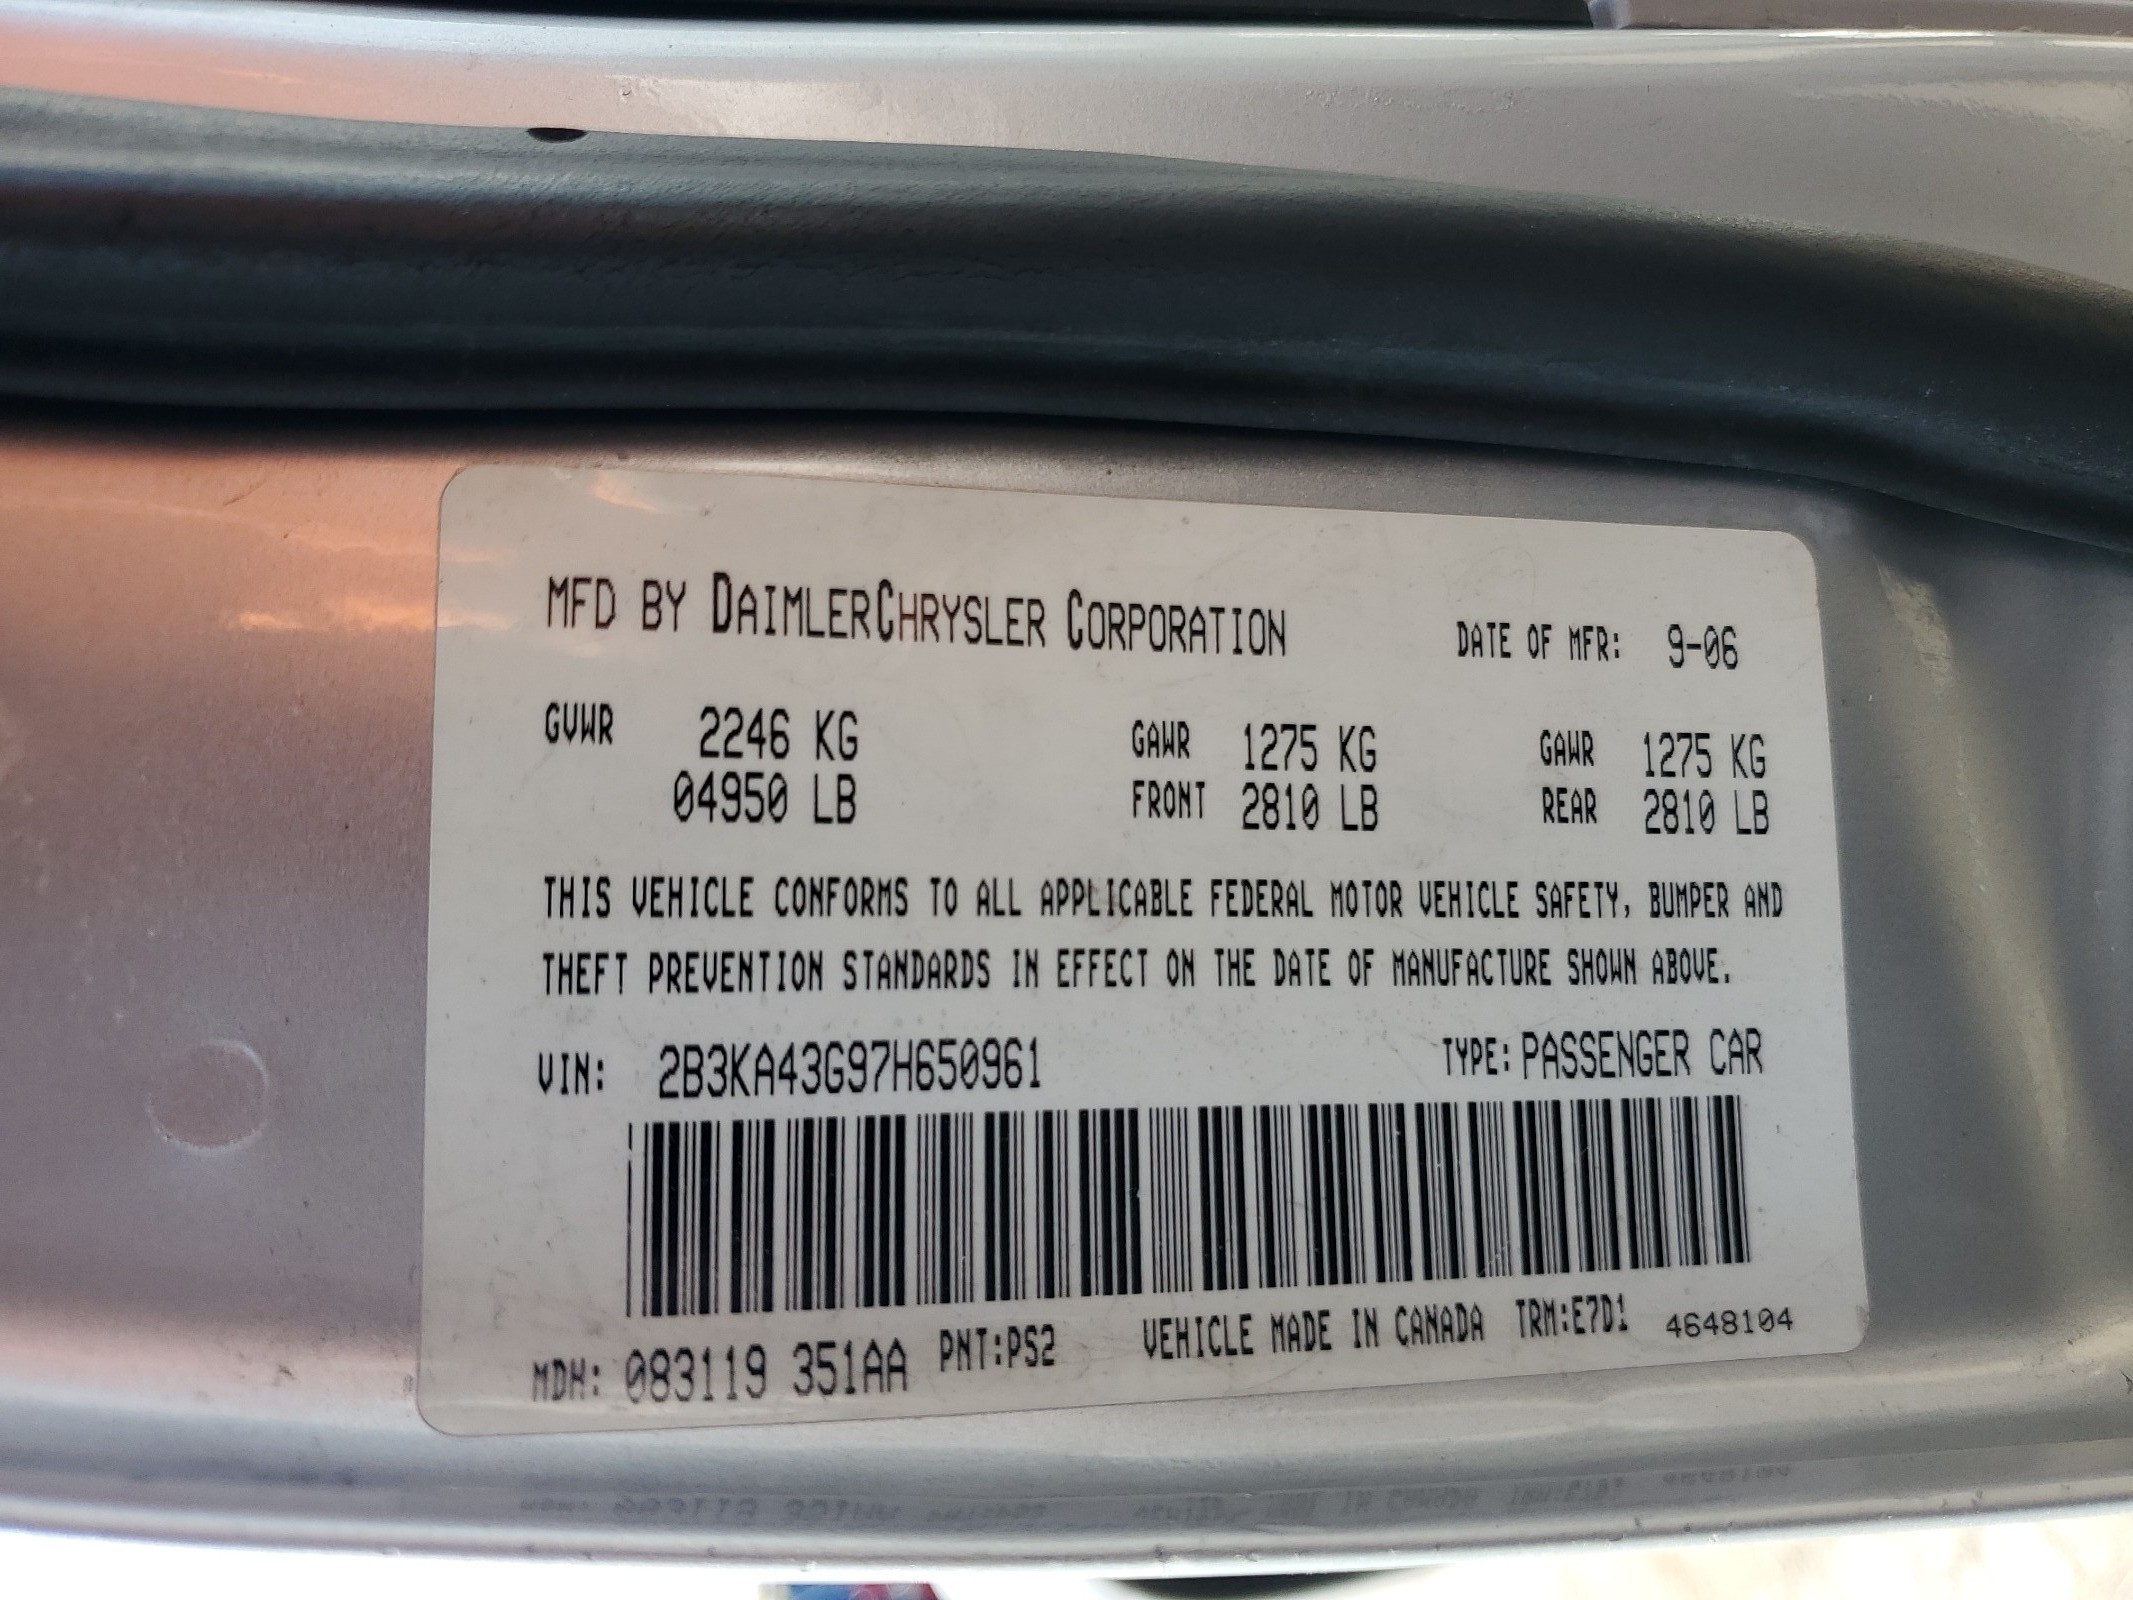 MFD BY DAIMLERCHRYSLER CORPORATION DATE OF MFR: 9-06
GVWR 2246 KG GAWR 1275 KG GAWR 1275 KG
04950 LB FRONT 2810 LB REAR 2810 LB
THIS VEHICLE CONFORMS TO ALL APPLICABLE FEDERAL MOTOR VEHICLE SAFETY, BUMPER AND
THEFT PREVENTION STANDARDS IN EFFECT ON THE DATE OF MANUFACTURE SHOWN ABOVE.
VIN: 2B3KA43G97H650961 TYPE: PASSENGER CAR
MDH: 083119 351AA PNT:PS2 VEHICLE MADE IN CANADA TRM:E7D1 4648104